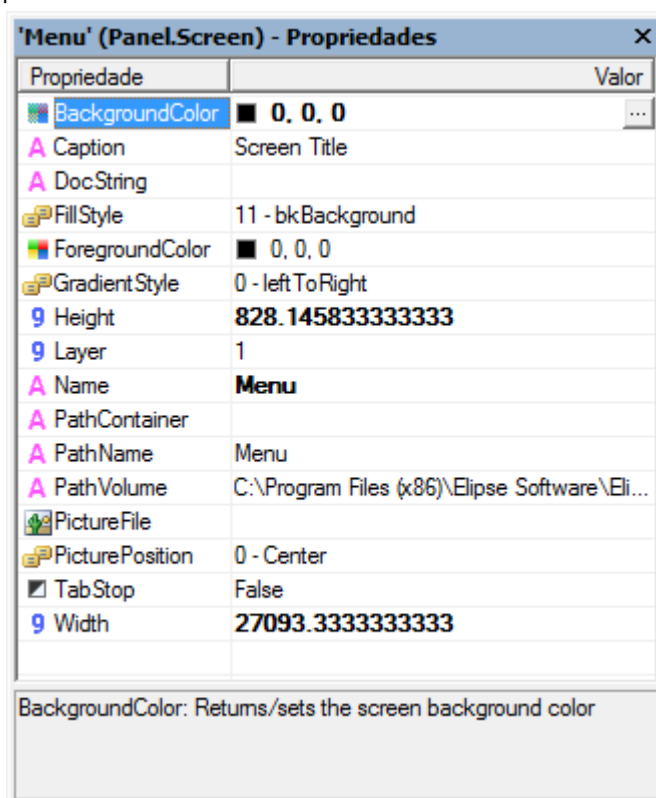 'Menu' (Panel.Screen) - Propriedades
Propriedade Valor
BackgroundColor 0, 0, 0 ...
A Caption Screen Title
A DocString
FillStyle 11 - bkBackground
ForegroundColor 0, 0, 0
GradientStyle 0 - leftToRight
9 Height 828.145833333333
9 Layer 1
A Name Menu
A PathContainer
A PathName Menu
A PathVolume C:\Program Files (x86)\Elipse Software\Eli...
PictureFile
PicturePosition 0 - Center
TabStop False
9 Width 27093.3333333333
BackgroundColor: Returns/sets the screen background color